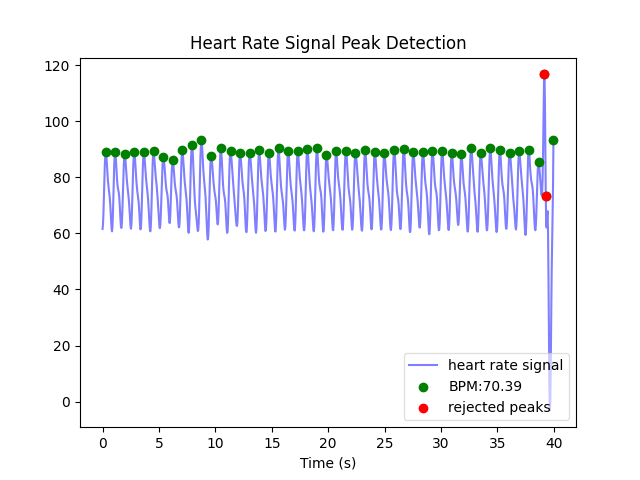 Heart Rate Signal Peak Detection
120
100
80
60
40
20
0
heart rate signal
BPM:70.39
rejected peaks
0 5 10 15 20 25 30 35 40
Time (s)